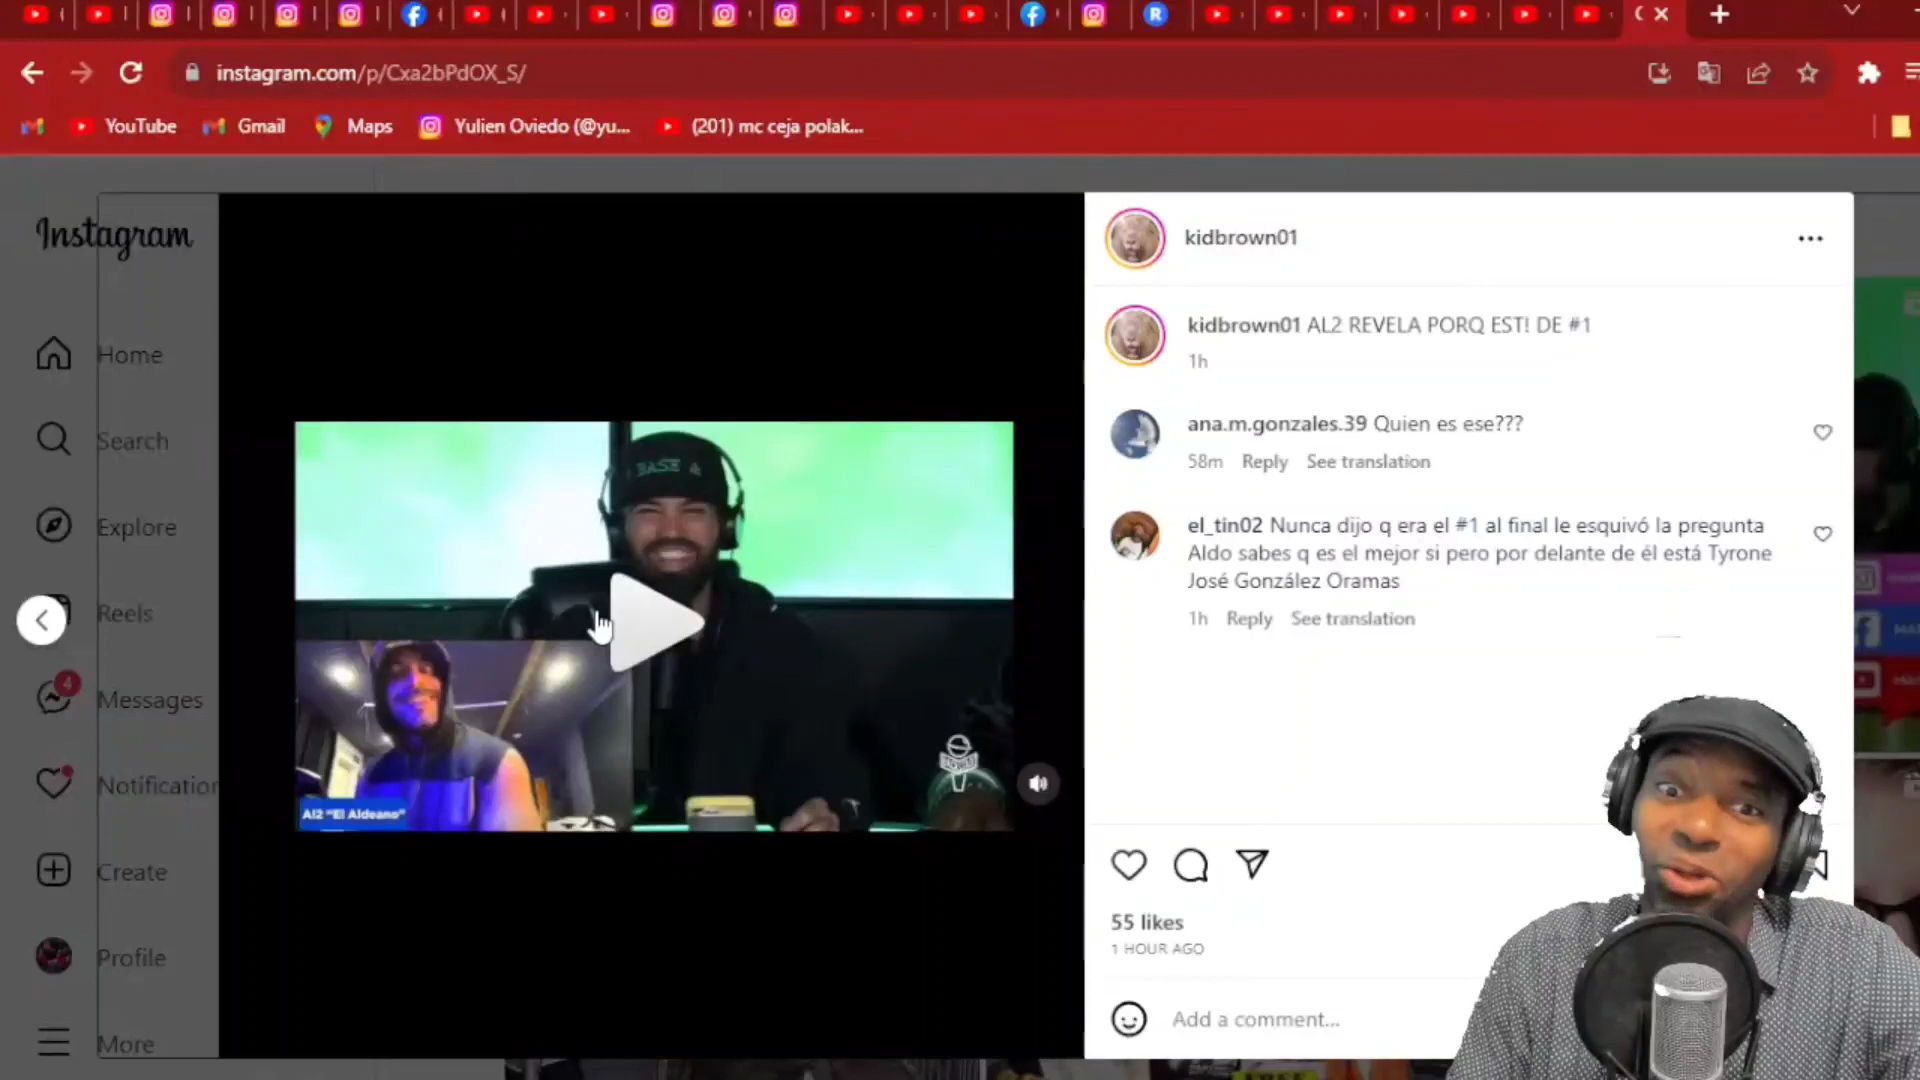 instagram.com/p/Cxa2bPdOX_S/
YouTube
Gmail
Maps
Yulien Oviedo (@yu...
(201) mc ceja polak...
Instagram
Home
Search
Explore
Reels
4
Messages
Notification
Create
Profile
More
BASE
Al2 "El Aldeano"
kidbrown01
kidbrown01 AL2 REVELA PORQ EST! DE #1
1h
ana.m.gonzales.39 Quien es ese???
58m Reply See translation
el_tin02 Nunca dijo q era el #1 al final le esquivó la pregunta
Aldo sabes q es el mejor si pero por delante de él está Tyrone
José González Oramas
1h Reply See translation
55 likes
1 HOUR AGO
Add a comment...